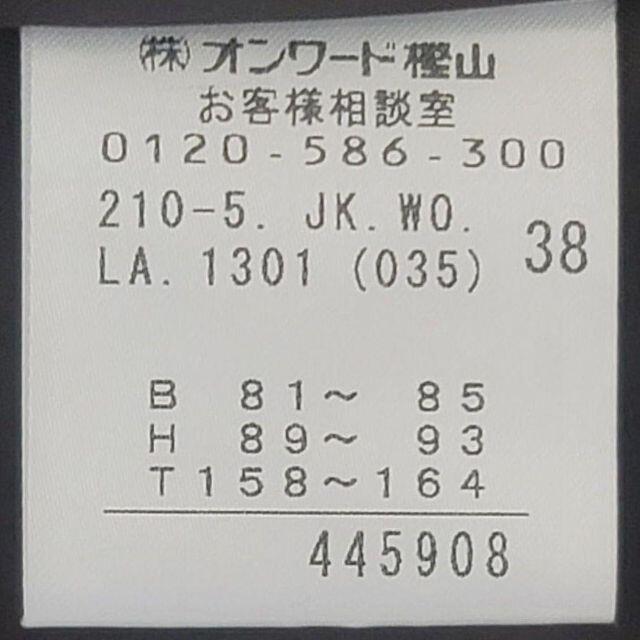 ㈱オンワード樫山
お客様相談室
0120-586-300
210-5. JK. WO.
LA. 1301 (035) 38
B 81~ 85
H 89~ 93
T158~164
445908